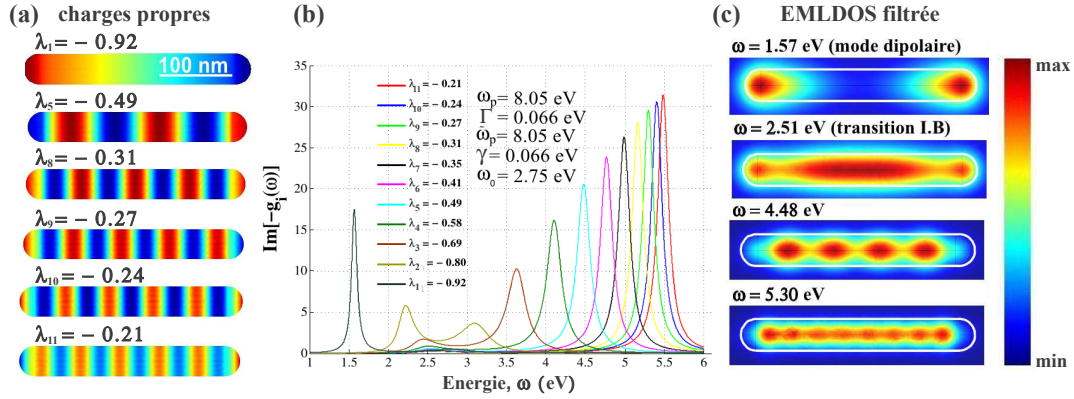 (a) charges propres
λ1 = − 0.92
100 nm
λ5 = − 0.49
λ8 = − 0.31
λ9 = − 0.27
λ10 = − 0.24
λ11 = − 0.21
(b)
Im[-gi(ω)]
35
30
25
20
15
10
5
0
λ11 = − 0.21
λ10 = − 0.24
λ9 = − 0.27
λ8 = − 0.31
λ7 = − 0.35
λ6 = − 0.41
λ5 = − 0.49
λ4 = − 0.58
λ3 = − 0.69
λ2 = − 0.80
λ1 = − 0.92
ωp = 8.05 eV
Γ = 0.066 eV
ω̃p = 8.05 eV
γ = 0.066 eV
ω0 = 2.75 eV
1 1.5 2 2.5 3 3.5 4 4.5 5 5.5 6
Energie, ω (eV)
(c) EMLDOS filtrée
ω = 1.57 eV (mode dipolaire)
ω = 2.51 eV (transition I.B)
ω = 4.48 eV
ω = 5.30 eV
max
min